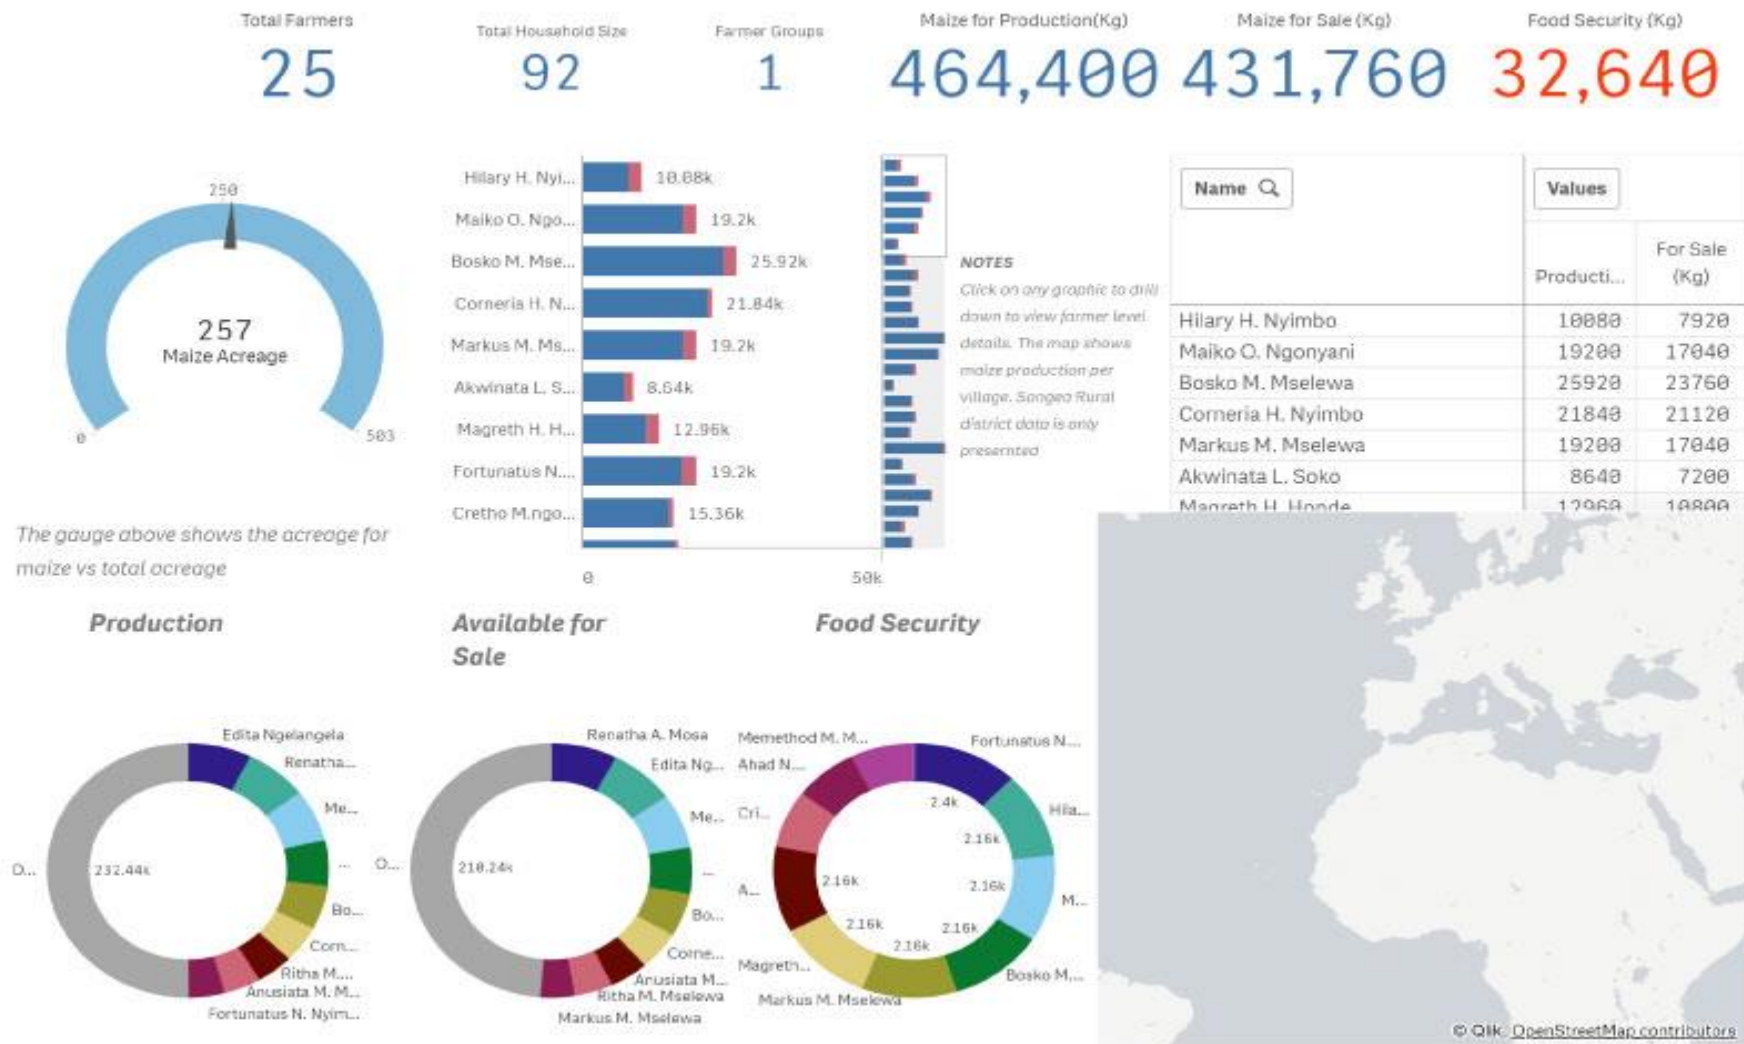 Total Farmers
25
Total Household Size
92
Farmer Groups
1
Maize for Production(Kg)
464,400
Maize for Sale (Kg)
431,760
Food Security (Kg)
32,640
250
257
Maize Acreage
0
503
The gauge above shows the acreage for
maize vs total acreage
Hilary H. Nyi... 10.08k
Maiko O. Ngo... 19.2k
Bosko M. Mse... 25.92k
Corneria H. N... 21.84k
Markus M. Ms... 19.2k
Akwinata L. S... 8.64k
Magreth H. H... 12.96k
Fortunatus N.... 19.2k
Cretho M.ngo... 15.36k
0
50k
NOTES
Click on any graphic to drill
down to view farmer level
details. The map shows
maize production per
village. Songea Rural
district data is only
presernted
Name
Values
Producti...
For Sale
(Kg)
Hilary H. Nyimbo 10080 7920
Maiko O. Ngonyani 19200 17040
Bosko M. Mselewa 25920 23760
Corneria H. Nyimbo 21840 21120
Markus M. Mselewa 19200 17040
Akwinata L. Soko 8640 7200
Magreth H. Honde 12960 10800
Production
Edita Ngelangela
Renatha...
Me...
...
Bo...
Corn...
Ritha M....
Anusiata M. M...
Fortunatus N. Nyim...
O...
232.44k
Available for
Sale
Renatha A. Mosa
Edita Ng...
Me...
...
Bo...
Corne...
Anusiata M...
Ritha M. Mselewa
Markus M. Mselewa
O...
218.24k
Food Security
Fortunatus N....
Hila...
M...
Bosko M....
Markus M. Mselewa
Magreth...
A...
Cri...
Ahad N....
Memethod M. M...
2.4k
2.16k
2.16k
2.16k
2.16k
2.16k
2.16k
© Qlik, OpenStreetMap contributors